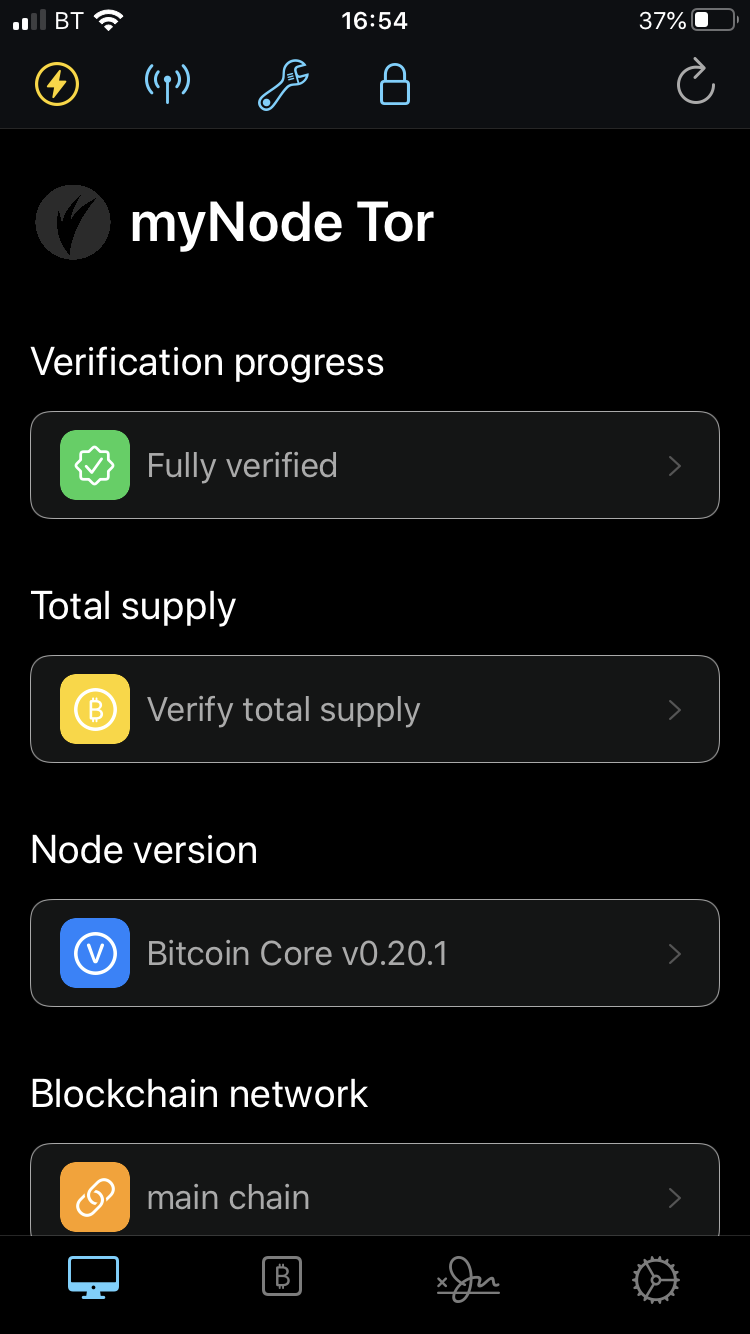 BT 16:54 37%
myNode Tor
Verification progress
Fully verified
Total supply
Verify total supply
Node version
Bitcoin Core v0.20.1
Blockchain network
main chain